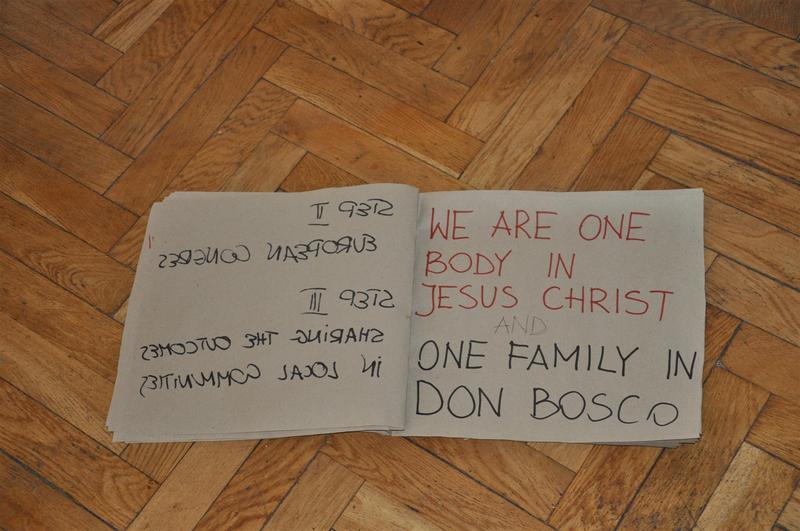 STEP II
EUROPEAN CONGRES
STEP III
SHARING THE OUTCOMES
IN LOCAL COMMUNITIES
WE ARE ONE
BODY IN
JESUS CHRIST
AND
ONE FAMILY IN
DON BOSCO